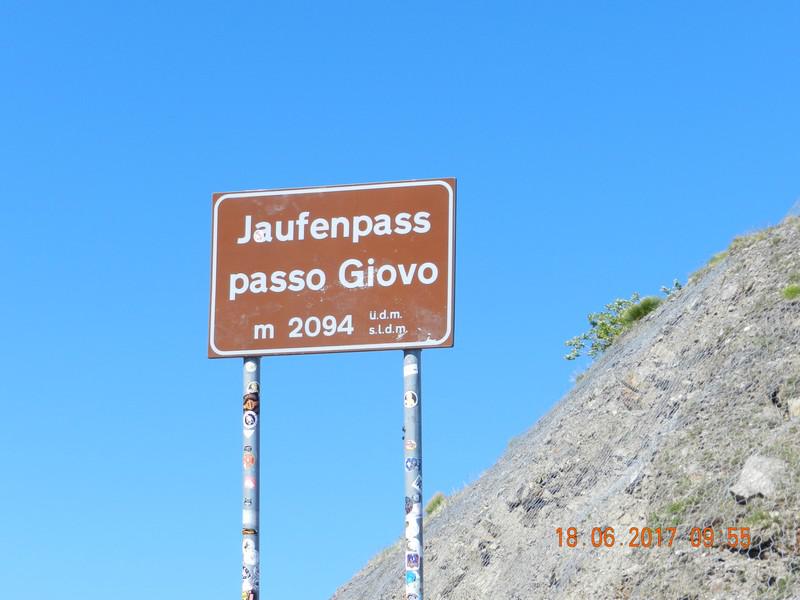 Jaufenpass
passo Giovo
m 2094 ü.d.m.
s.l.d.m.
18.06.2017 09:55